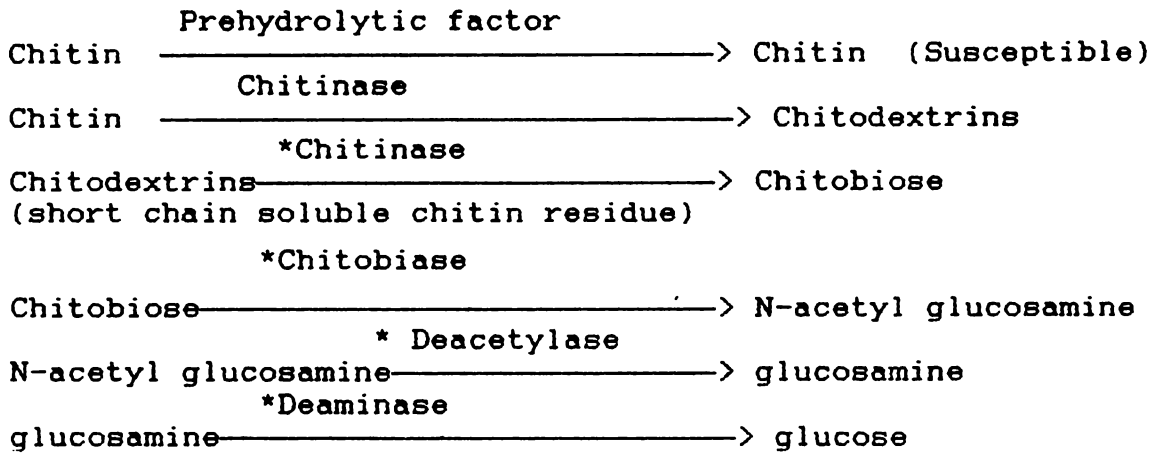 Prehydrolytic factor
Chitin ———> Chitin (Susceptible)
Chitinase
Chitin ———> Chitodextrins
*Chitinase
Chitodextrins———> Chitobiose
(short chain soluble chitin residue)
*Chitobiase
Chitobiose———> N-acetyl glucosamine
* Deacetylase
N-acetyl glucosamine———> glucosamine
*Deaminase
glucosamine———> glucose